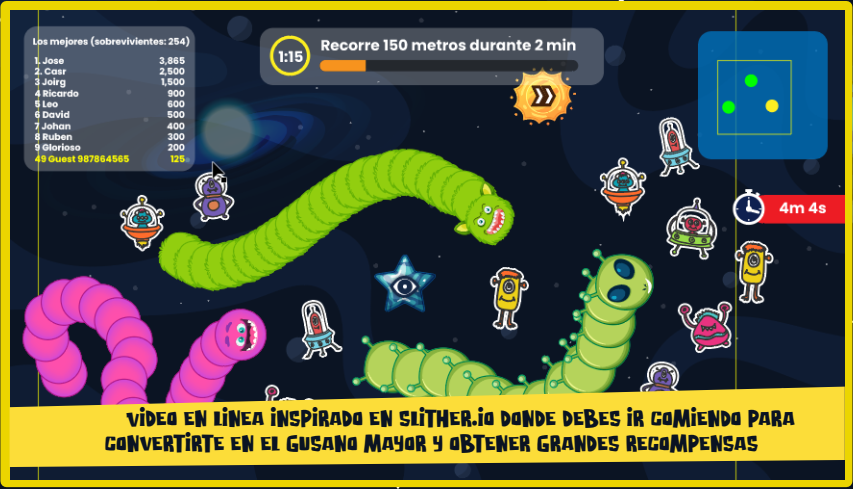 Los mejores (sobrevivientes: 254)
1. Jose 3,865
2. Casr 2,500
3 Joirg 1,500
4 Ricardo 900
5 Leo 600
6 David 500
7 Johan 400
8 Ruben 300
9 Glorioso 200
49 Guest 987864565 125
1:15
Recorre 150 metros durante 2 min
4m 4s
VIDEO EN LINEA INSPIRADO EN SLITHER.IO DONDE DEBES IR COMIENDO PARA
CONVERTIRTE EN EL GUSANO MAYOR Y OBTENER GRANDES RECOMPENSAS